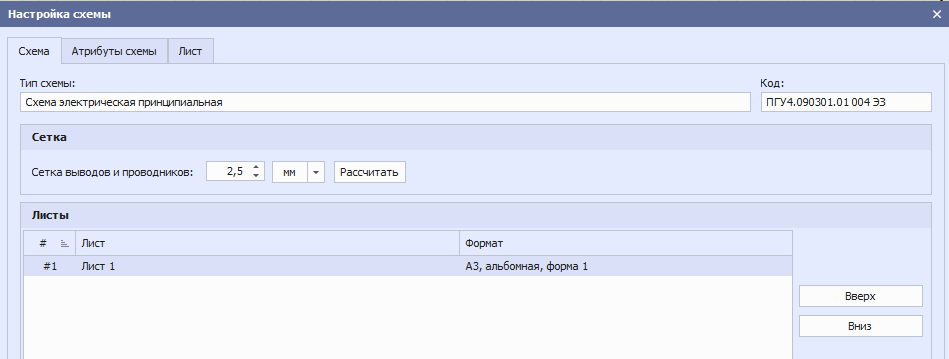 Настройка схемы
Схема Атрибуты схемы Лист
Тип схемы: Код:
Схема электрическая принципиальная ПГУ4.090301.01 004 ЭЗ
Сетка
Сетка выводов и проводников: 2,5 мм Рассчитать
Листы
# Лист Формат
#1 Лист 1 А3, альбомная, форма 1
Вверх
Вниз